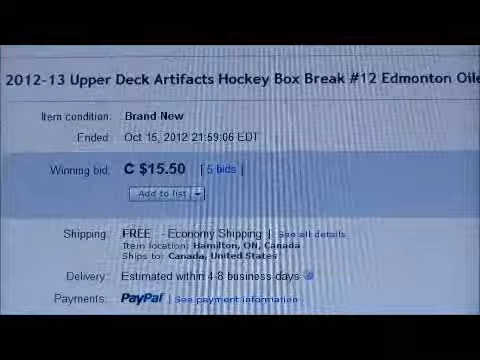 2012-13 Upper Deck Artifacts Hockey Box Break #12 Edmonton Oile
Item condition: Brand New
Ended: Oct 15, 2012 21:59:06 EDT
Winning bid: C $15.50 [ 5 bids ]
Add to list
Shipping: FREE - Economy Shipping | See all details
Item location: Hamilton, ON, Canada
Ships to: Canada, United States
Delivery: Estimated within 4-8 business days
Payments: PayPal | See payment information